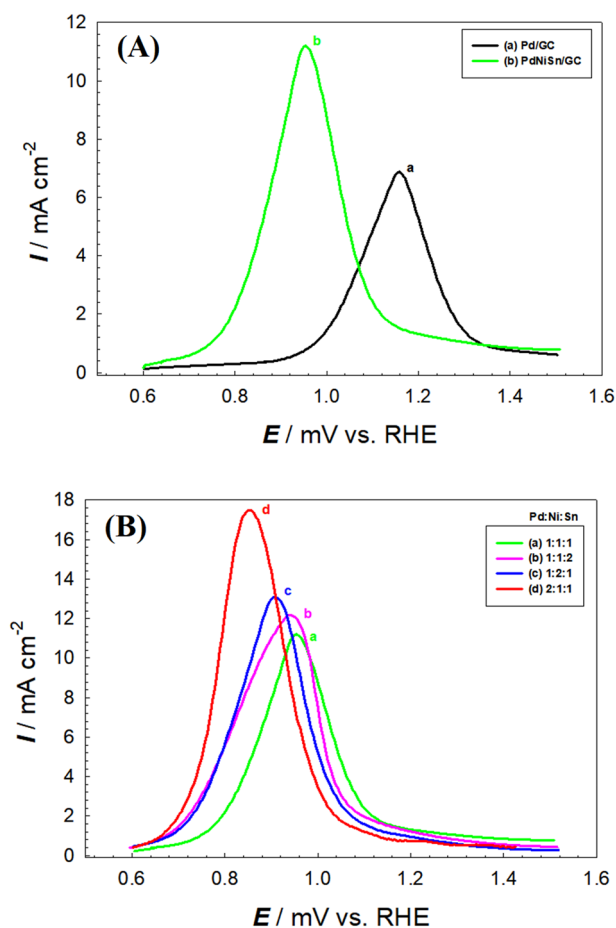 (A)
(a) Pd/GC
(b) PdNiSn/GC
b
a
12
10
8
6
4
2
0
0.6 0.8 1.0 1.2 1.4 1.6
I / mA cm⁻²
E / mV vs. RHE
(B)
Pd:Ni:Sn
(a) 1:1:1
(b) 1:1:2
(c) 1:2:1
(d) 2:1:1
d
c
b
a
18
16
14
12
10
8
6
4
2
0
0.6 0.8 1.0 1.2 1.4 1.6
I / mA cm⁻²
E / mV vs. RHE